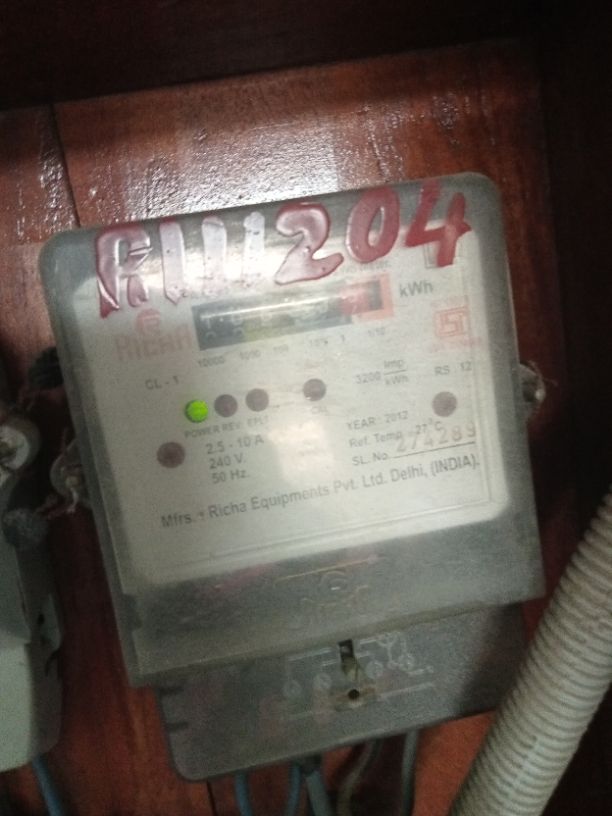 204
kWh
RICHA
10000 1000 100 10 1 1/10
CL - 1
3200 imp/kWh
RS 12
POWER REV. EPLT CAL
2.5 - 10 A
240 V.
50 Hz.
YEAR - 2012
Ref. Temp. 27°C
SL. No. 274289
Mfrs. : Richa Equipments Pvt. Ltd. Delhi, (INDIA).